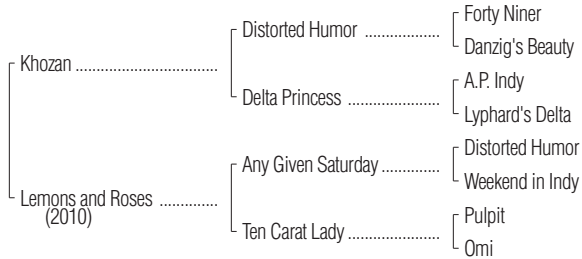 Forty Niner
Distorted Humor ..................
Danzig's Beauty
Khozan .................................
A.P. Indy
Delta Princess ......................
Lyphard's Delta
Distorted Humor
Any Given Saturday ..............
Weekend in Indy
Lemons and Roses ..............
(2010)
Pulpit
Ten Carat Lady ......................
Omi